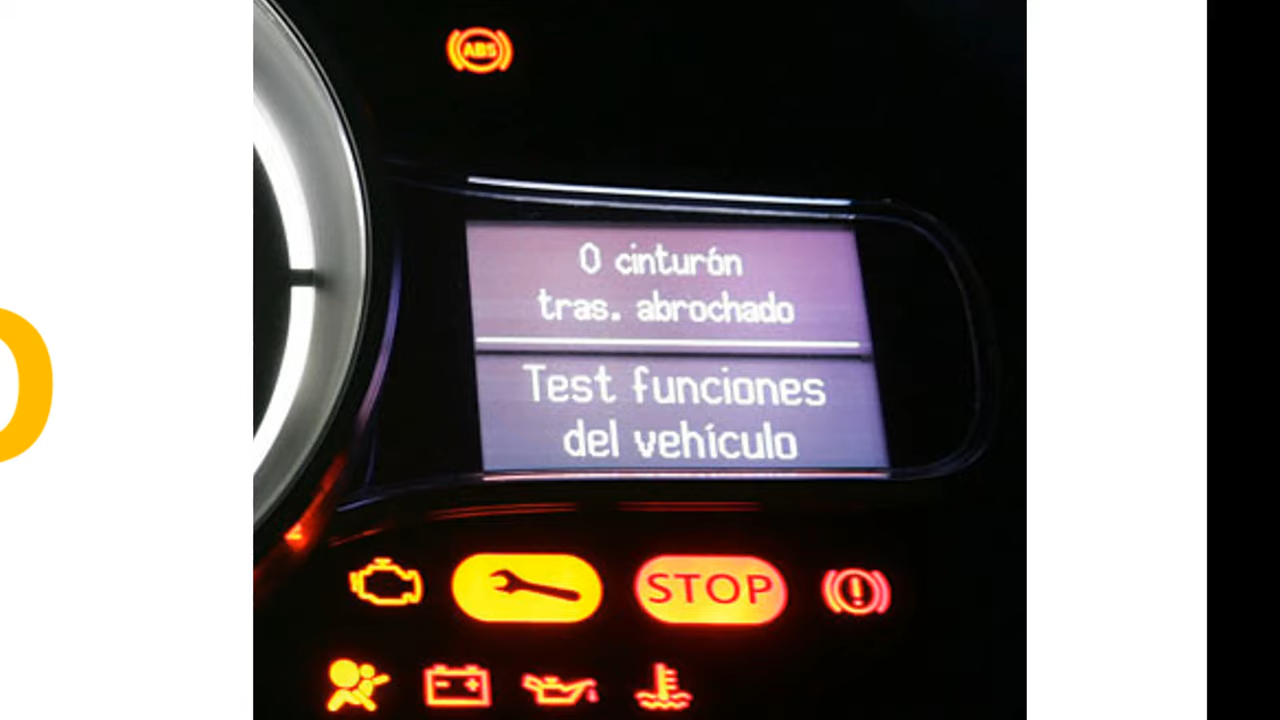 ABS
0 cinturón
tras. abrochado
Test funciones
del vehículo
STOP